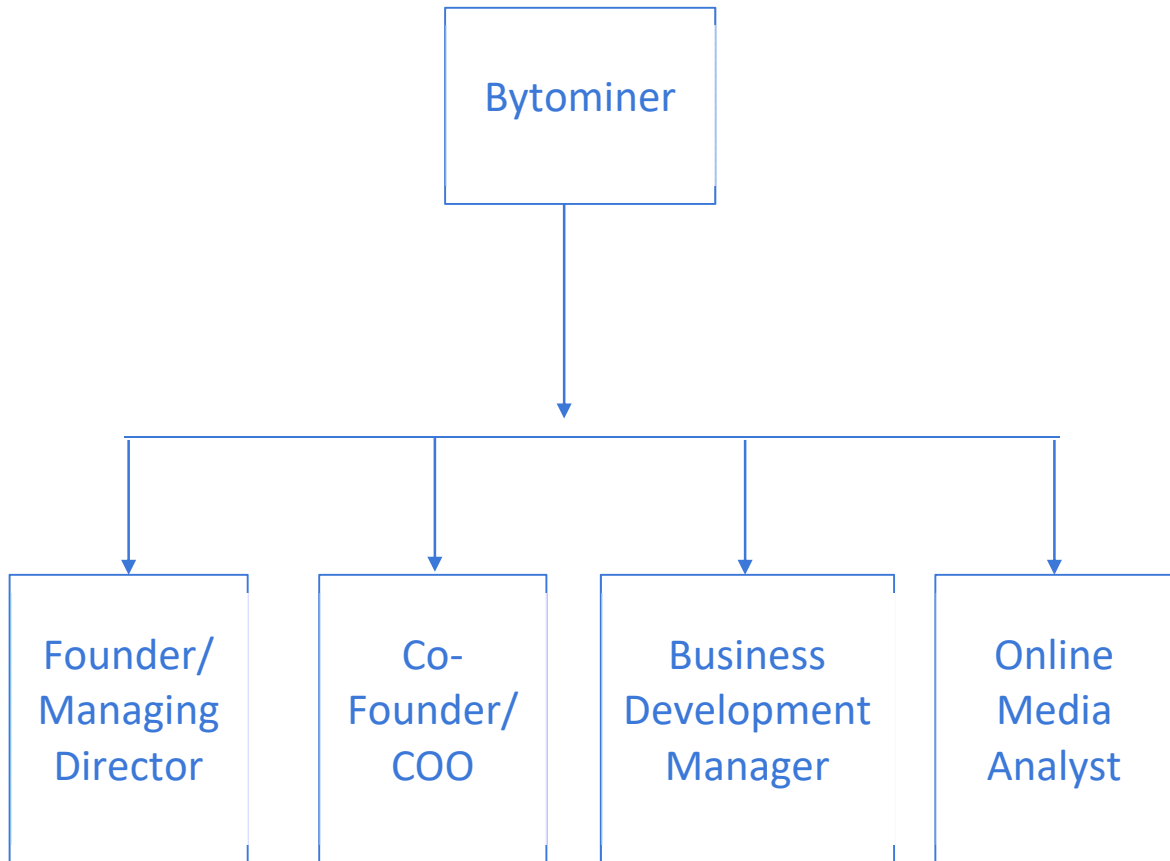 Bytominer
Founder/
Managing
Director
Co-
Founder/
COO
Business
Development
Manager
Online
Media
Analyst